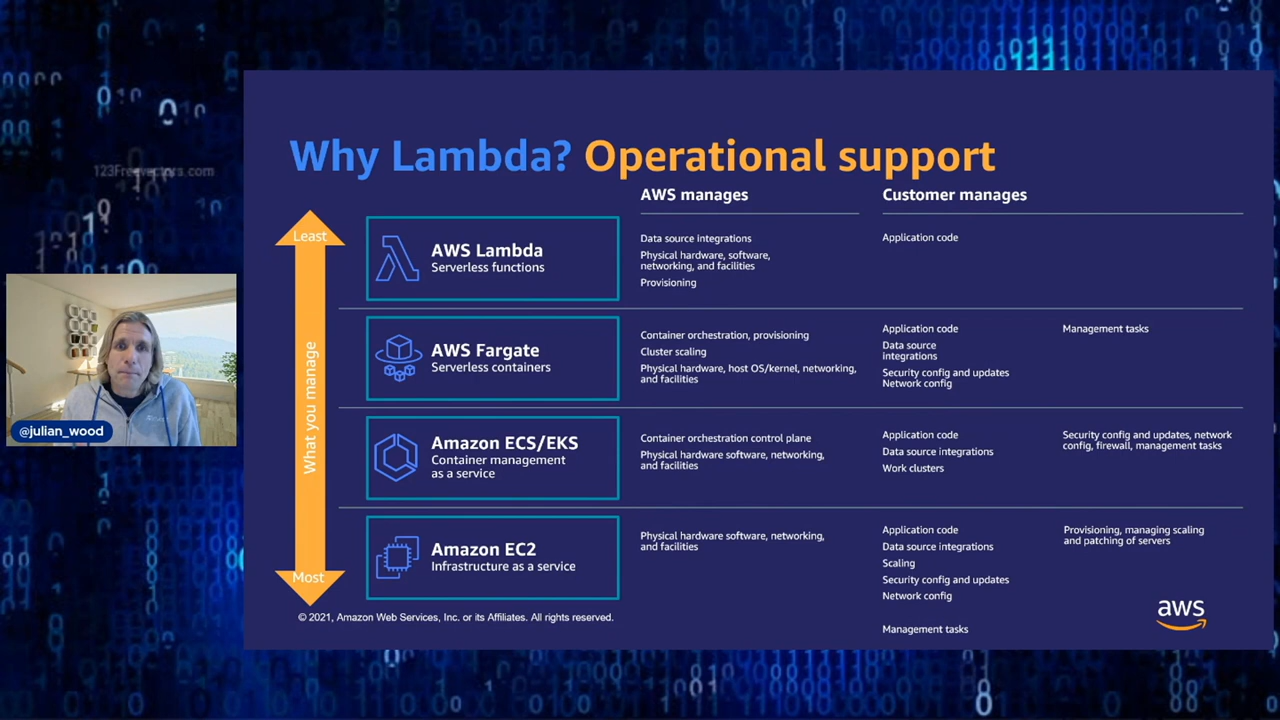 123Freevectors.com
Why Lambda? Operational support
AWS manages
Customer manages
Least
What you manage
Most
AWS Lambda
Serverless functions
Data source integrations
Physical hardware, software,
networking, and facilities
Provisioning
Application code
AWS Fargate
Serverless containers
Container orchestration, provisioning
Cluster scaling
Physical hardware, host OS/kernel, networking,
and facilities
Application code
Data source
integrations
Security config and updates
Network config
Management tasks
Amazon ECS/EKS
Container management
as a service
Container orchestration control plane
Physical hardware software, networking,
and facilities
Application code
Data source integrations
Work clusters
Security config and updates, network
config, firewall, management tasks
Amazon EC2
Infrastructure as a service
Physical hardware software, networking,
and facilities
Application code
Data source integrations
Scaling
Security config and updates
Network config
Management tasks
Provisioning, managing scaling
and patching of servers
@julian_wood
© 2021, Amazon Web Services, Inc. or its Affiliates. All rights reserved.
aws